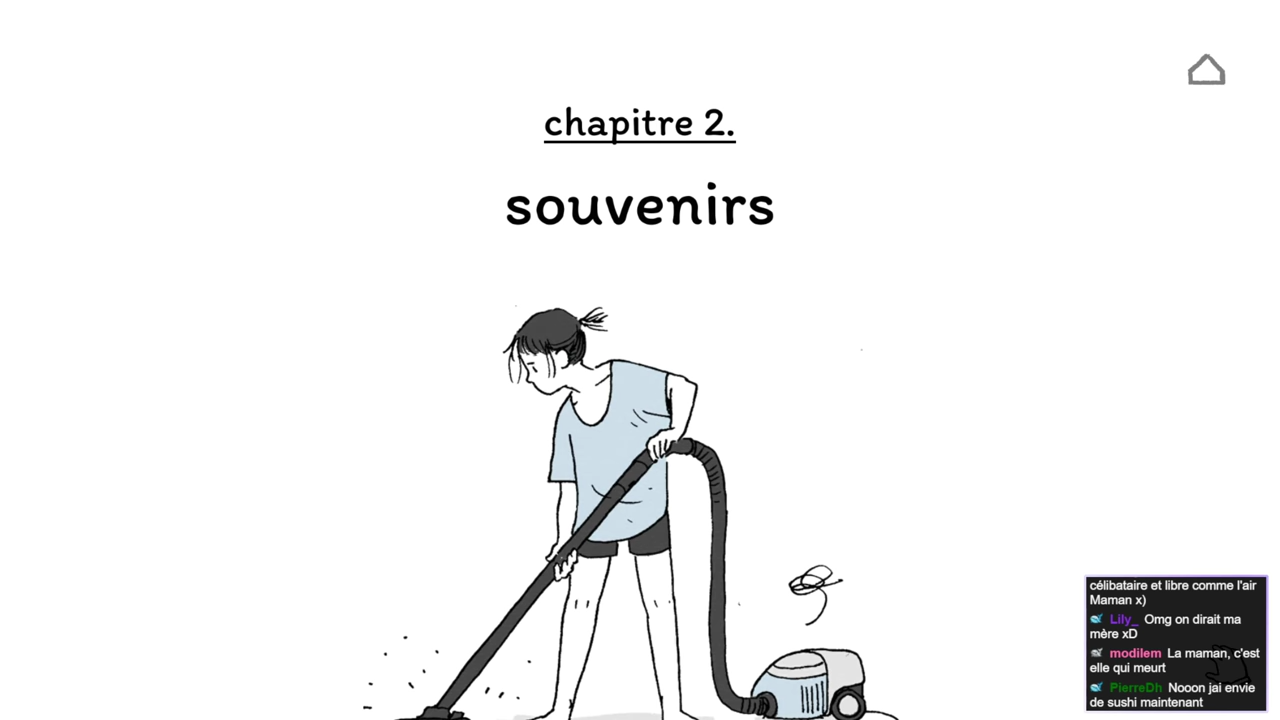 chapitre 2.
souvenirs
célibataire et libre comme l'air
Maman x)
Lily_ Omg on dirait ma
mère xD
modilem La maman, c'est
elle qui meurt
PierreDh Nooon jai envie
de sushi maintenant